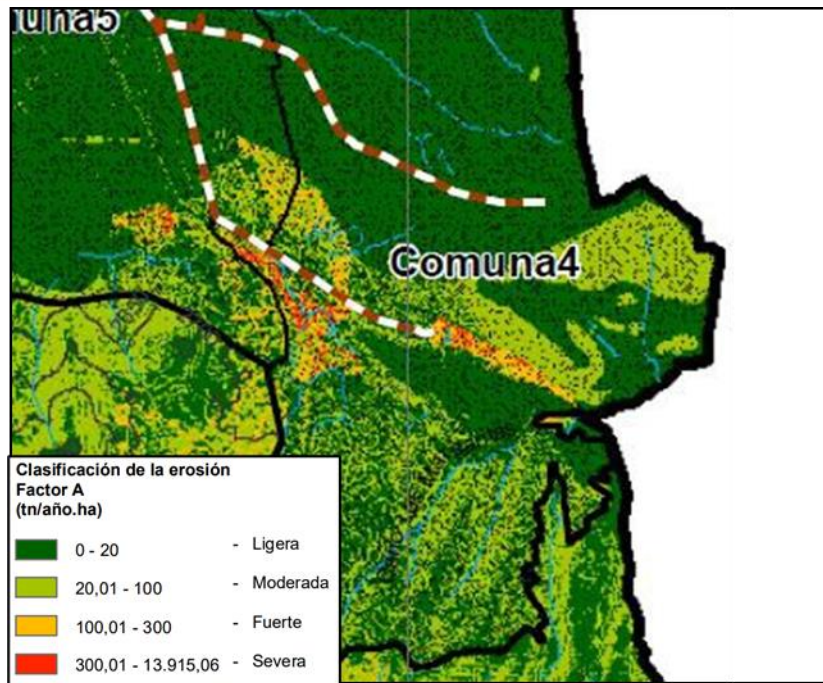 una5
Comuna4
Clasificación de la erosión
Factor A
(tn/año.ha)
0 - 20 - Ligera
20,01 - 100 - Moderada
100,01 - 300 - Fuerte
300,01 - 13.915,06 - Severa